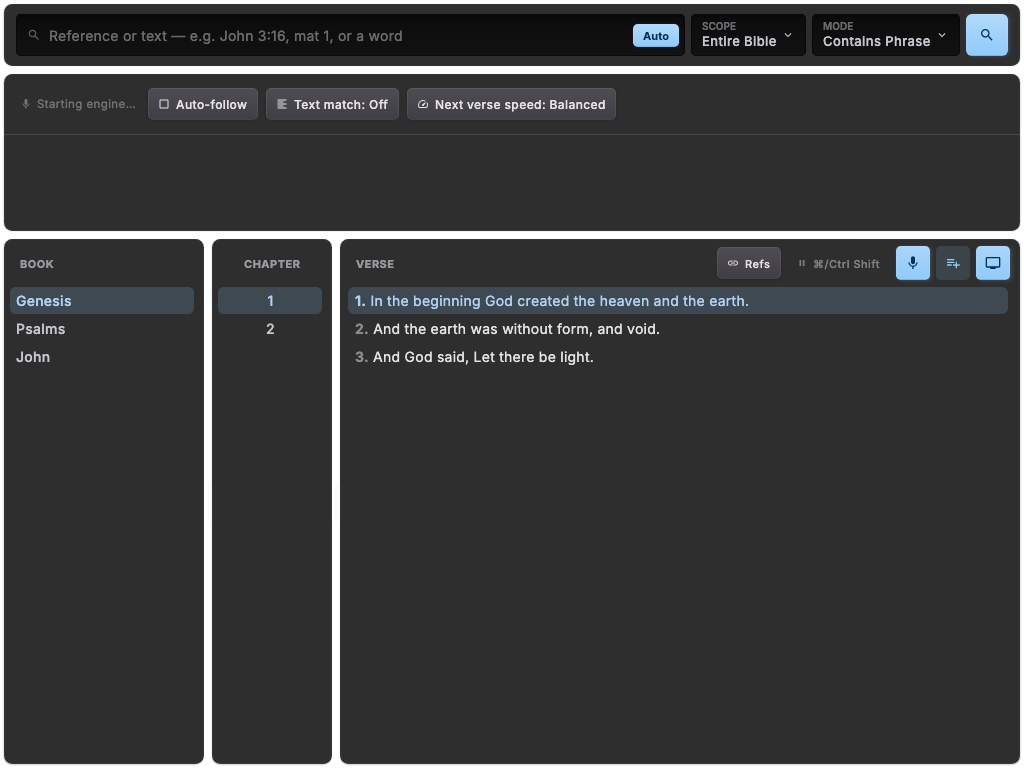 Reference or text — e.g. John 3:16, mat 1, or a word
Auto
SCOPE
Entire Bible
MODE
Contains Phrase
Starting engine...
Auto-follow
Text match: Off
Next verse speed: Balanced
BOOK
Genesis
Psalms
John
CHAPTER
1
2
VERSE
Refs
⌘/Ctrl Shift
1. In the beginning God created the heaven and the earth.
2. And the earth was without form, and void.
3. And God said, Let there be light.